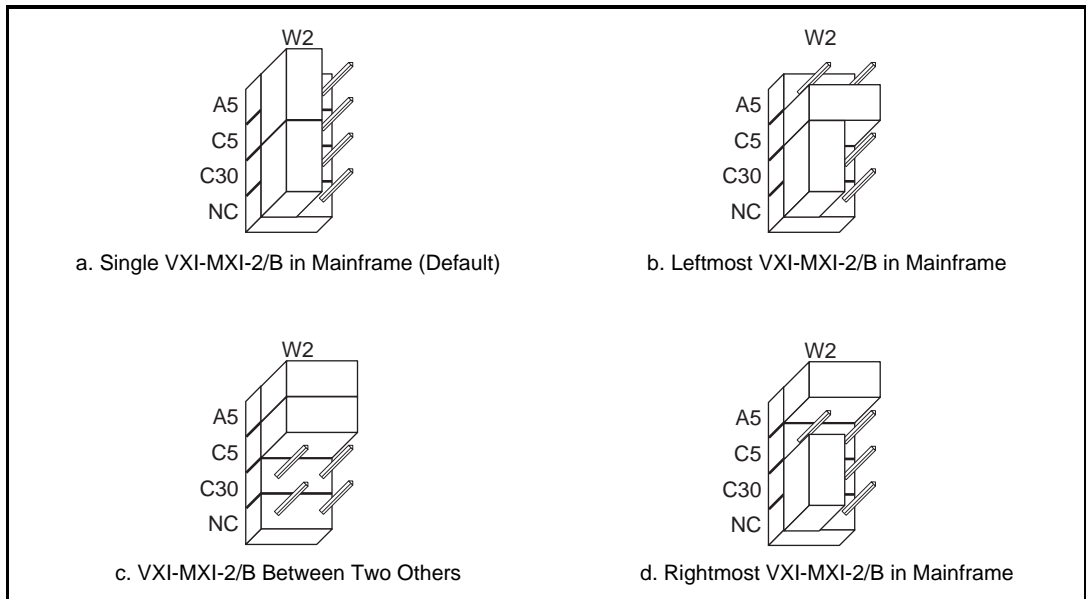 W2
A5
C5
C30
NC
a. Single VXI-MXI-2/B in Mainframe (Default)
W2
A5
C5
C30
NC
b. Leftmost VXI-MXI-2/B in Mainframe
W2
A5
C5
C30
NC
c. VXI-MXI-2/B Between Two Others
W2
A5
C5
C30
NC
d. Rightmost VXI-MXI-2/B in Mainframe